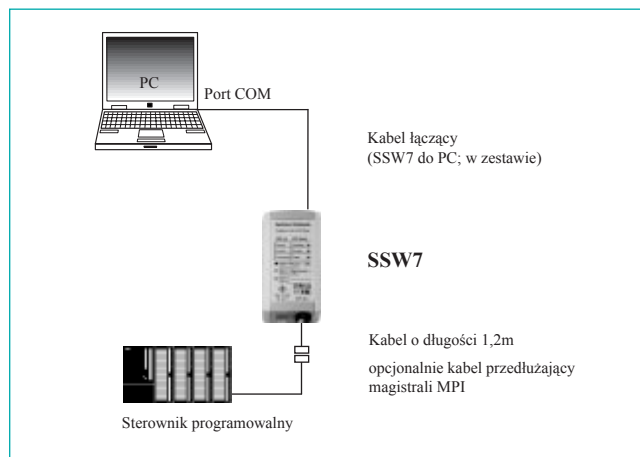 PC
Port COM
Kabel łączący
(SSW7 do PC; w zestawie)
SSW7
Kabel o długości 1,2m
opcjonalnie kabel przedłużający
magistrali MPI
Sterownik programowalny